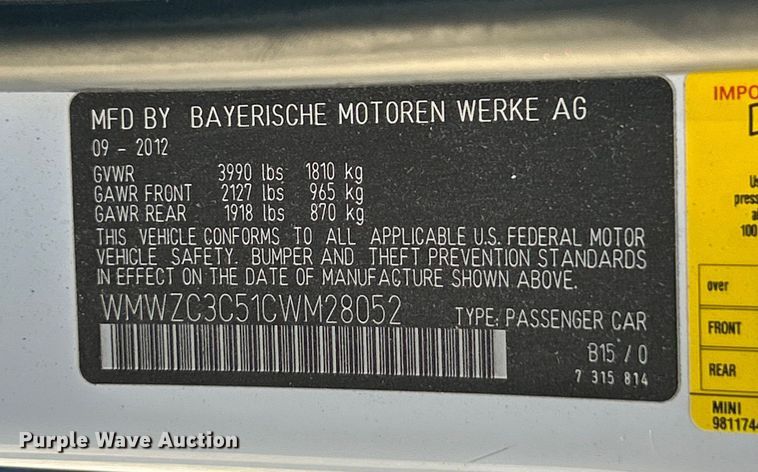 MFD BY BAYERISCHE MOTOREN WERKE AG
09 - 2012
GVWR 3990 lbs 1810 kg
GAWR FRONT 2127 lbs 965 kg
GAWR REAR 1918 lbs 870 kg
THIS VEHICLE CONFORMS TO ALL APPLICABLE U.S. FEDERAL MOTOR
VEHICLE SAFETY, BUMPER AND THEFT PREVENTION STANDARDS
IN EFFECT ON THE DATE OF MANUFACTURE SHOWN ABOVE.
WMWZC3C51CWM28052 TYPE: PASSENGER CAR
B15 / 0
7 315 814
IMPO
press
100
over
FRONT
REAR
MINI
981174
Purple Wave Auction